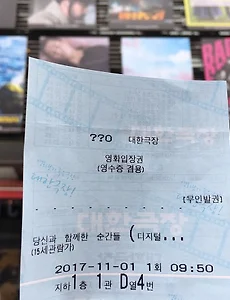 ??0 대한극장
영화입장권
(영수증 겸용)
[무인발권]
당신과 함께한 순간들 (디지털...
(15세관람가)
2017-11-01 1회 09:50
지하1층 1관 D열4번